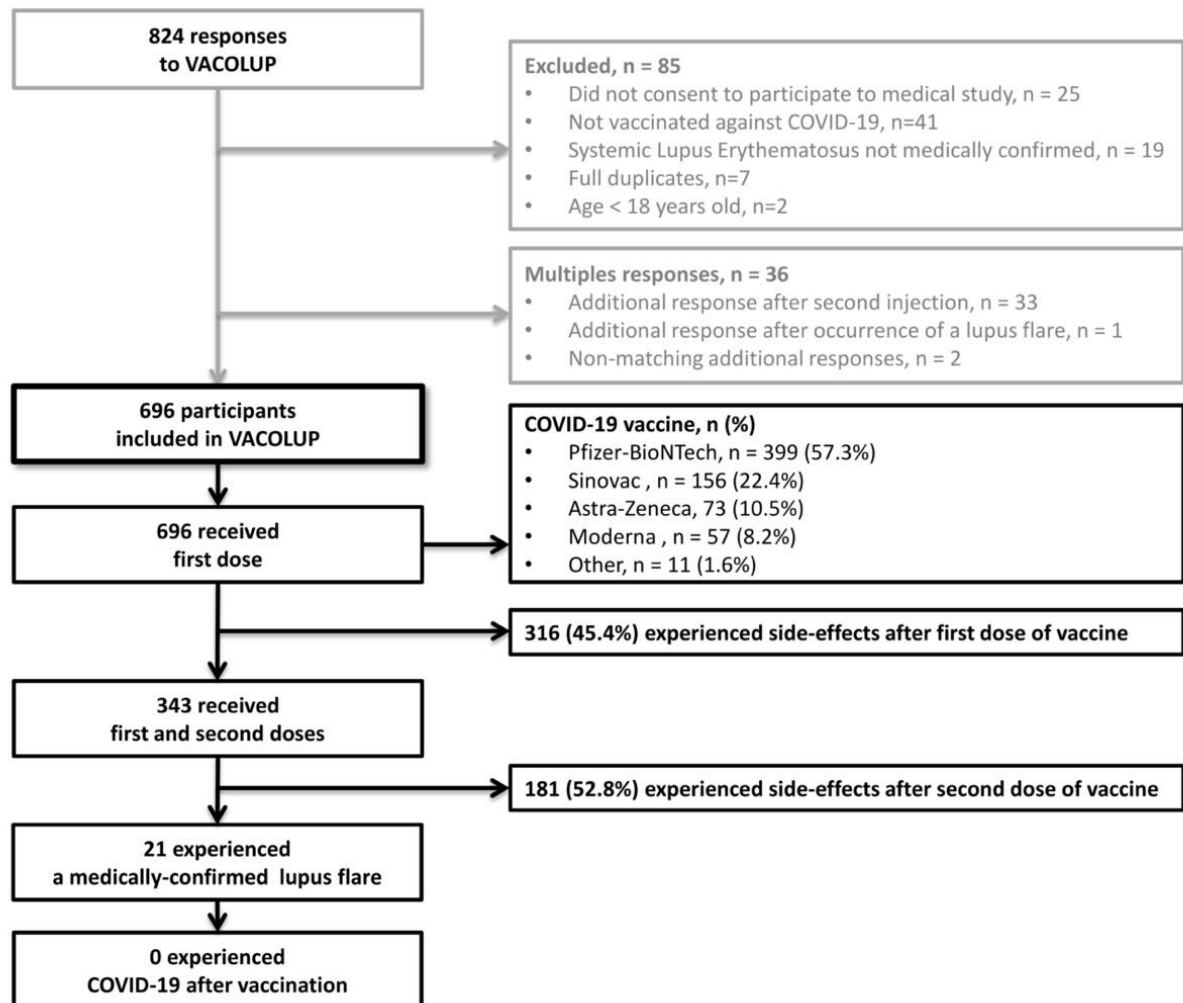 824 responses
to VACOLUP
Excluded, n = 85
• Did not consent to participate to medical study, n = 25
• Not vaccinated against COVID-19, n=41
• Systemic Lupus Erythematosus not medically confirmed, n = 19
• Full duplicates, n=7
• Age < 18 years old, n=2
Multiples responses, n = 36
• Additional response after second injection, n = 33
• Additional response after occurrence of a lupus flare, n = 1
• Non-matching additional responses, n = 2
696 participants
included in VACOLUP
COVID-19 vaccine, n (%)
• Pfizer-BioNTech, n = 399 (57.3%)
• Sinovac , n = 156 (22.4%)
• Astra-Zeneca, 73 (10.5%)
• Moderna , n = 57 (8.2%)
• Other, n = 11 (1.6%)
696 received
first dose
316 (45.4%) experienced side-effects after first dose of vaccine
343 received
first and second doses
181 (52.8%) experienced side-effects after second dose of vaccine
21 experienced
a medically-confirmed lupus flare
0 experienced
COVID-19 after vaccination